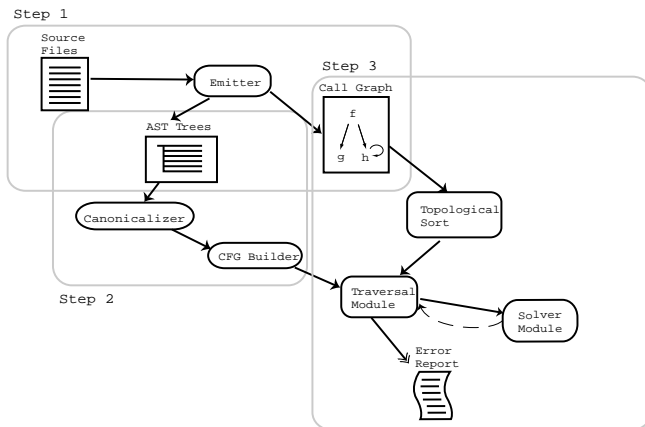 Step 1
Source
Files
Emitter
Step 3
Call Graph
f
g
h
AST Trees
Canonicalizer
CFG Builder
Step 2
Topological
Sort
Traversal
Module
Solver
Module
Error
Report